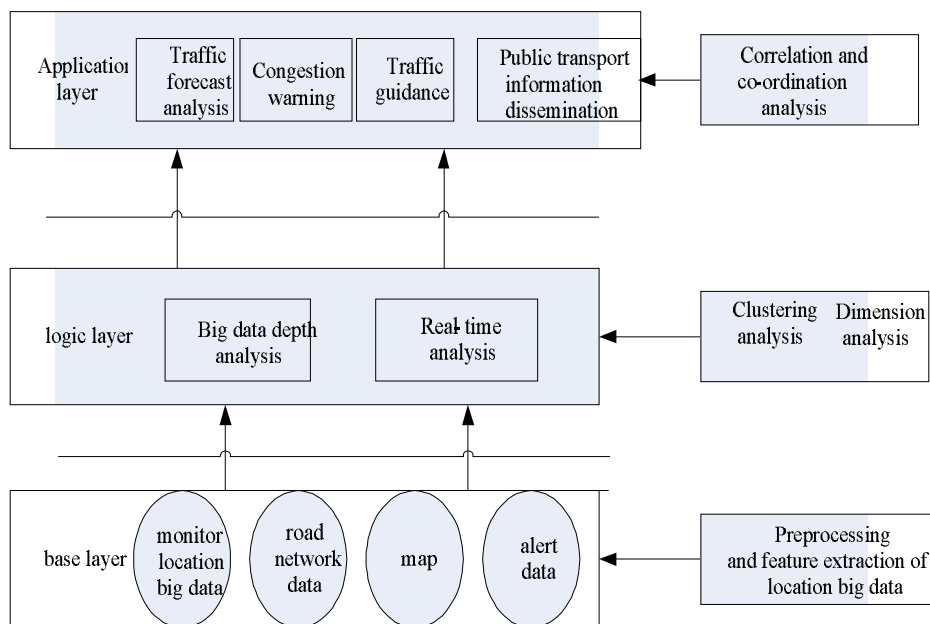 Application
layer
Traffic
forecast
analysis
Congestion
warning
Traffic
guidance
Public transport
information
dissemination
Correlation and
co-ordination
analysis
logic layer
Big data depth
analysis
Real-time
analysis
Clustering
analysis
Dimension
analysis
base layer
monitor
location
big data
road
network
data
map
alert
data
Preprocessing
and feature extraction of
location big data